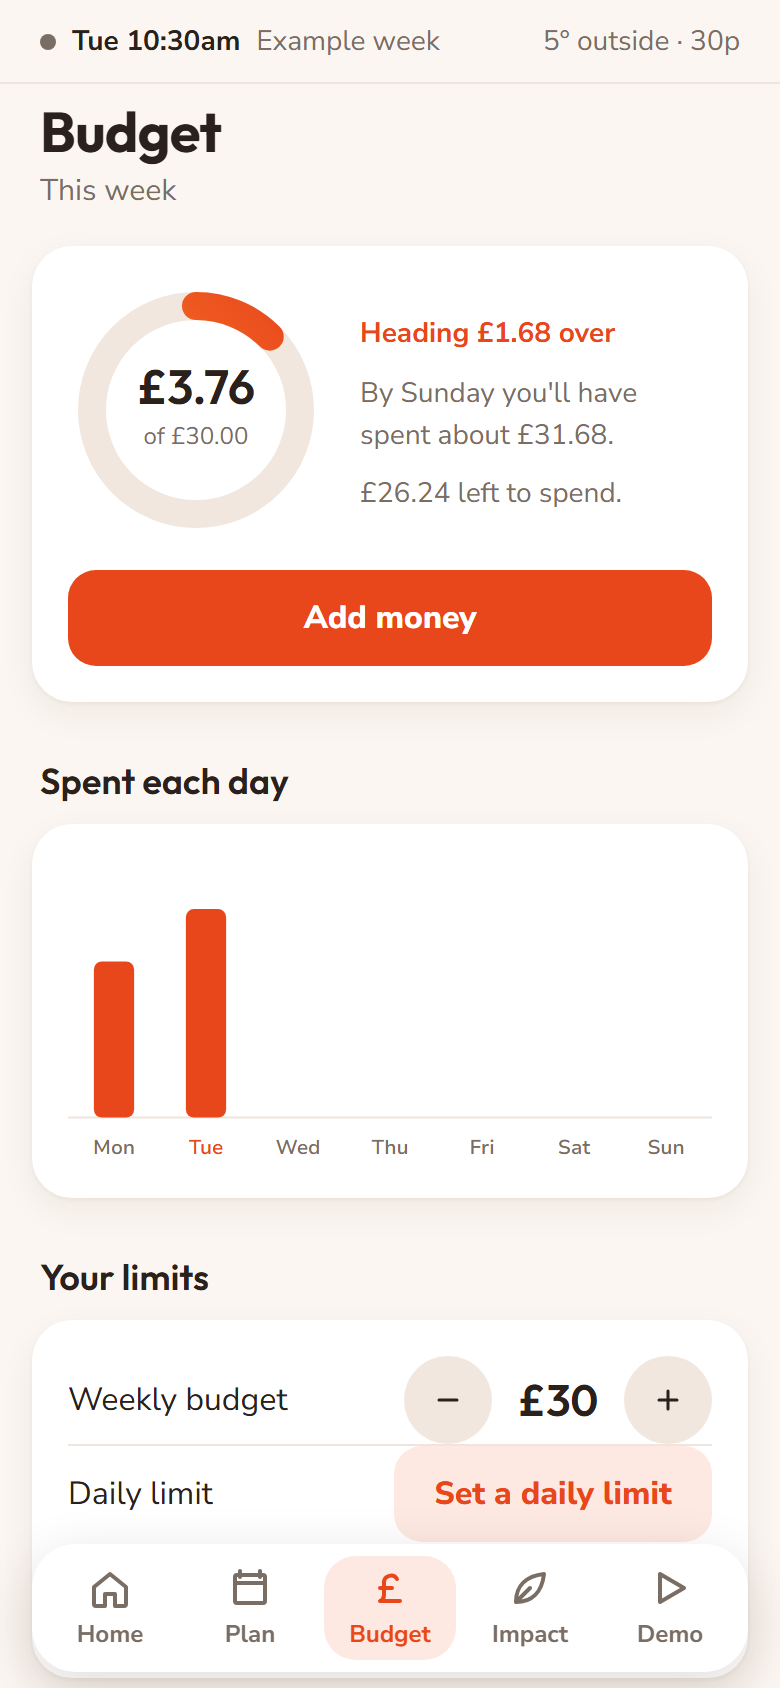 Tue 10:30am Example week 5° outside · 30p
Budget
This week
£3.76
of £30.00
Heading £1.68 over
By Sunday you'll have
spent about £31.68.
£26.24 left to spend.
Add money
Spent each day
Mon Tue Wed Thu Fri Sat Sun
Your limits
Weekly budget − £30 +
Daily limit Set a daily limit
£
Home Plan Budget Impact Demo